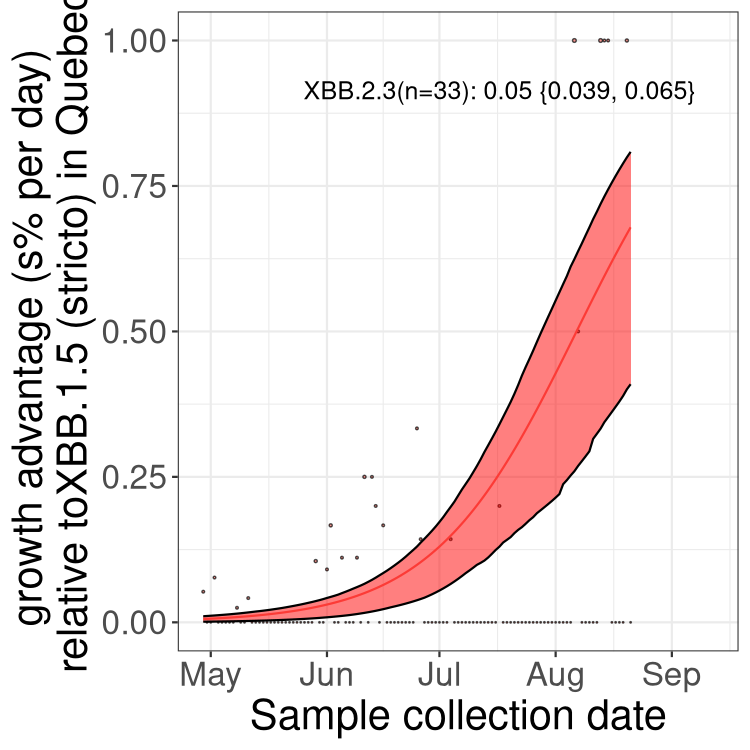 growth advantage (s% per day)
relative toXBB.1.5 (stricto) in Quebec
1.00
0.75
0.50
0.25
0.00
XBB.2.3(n=33): 0.05 {0.039, 0.065}
May Jun Jul Aug Sep
Sample collection date